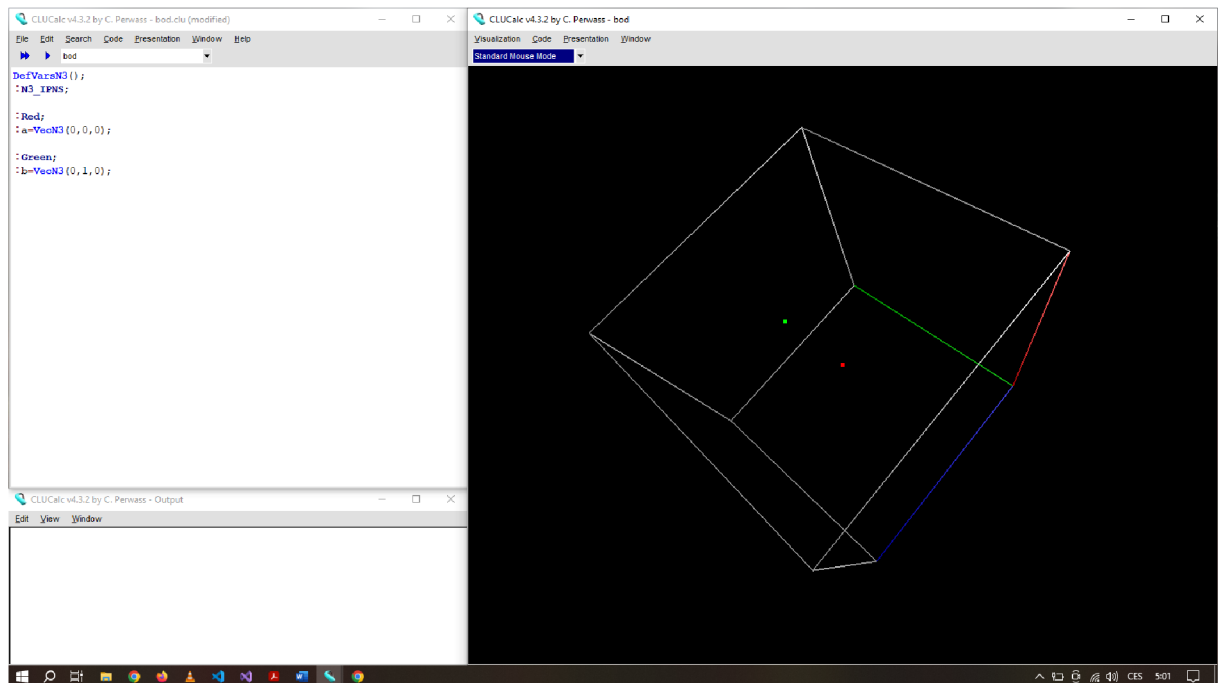 CLUCalc v4.3.2 by C. Perwass - bod.clu (modified)
File Edit Search Code Presentation Window Help
bod
DefVarsN3();
:N3_IPNS;
:Red;
:a=VecN3(0,0,0);
:Green;
:b=VecN3(0,1,0);
CLUCalc v4.3.2 by C. Perwass - Output
Edit View Window
CLUCalc v4.3.2 by C. Perwass - bod
Visualization Code Presentation Window
Standard Mouse Mode
CES 5:01